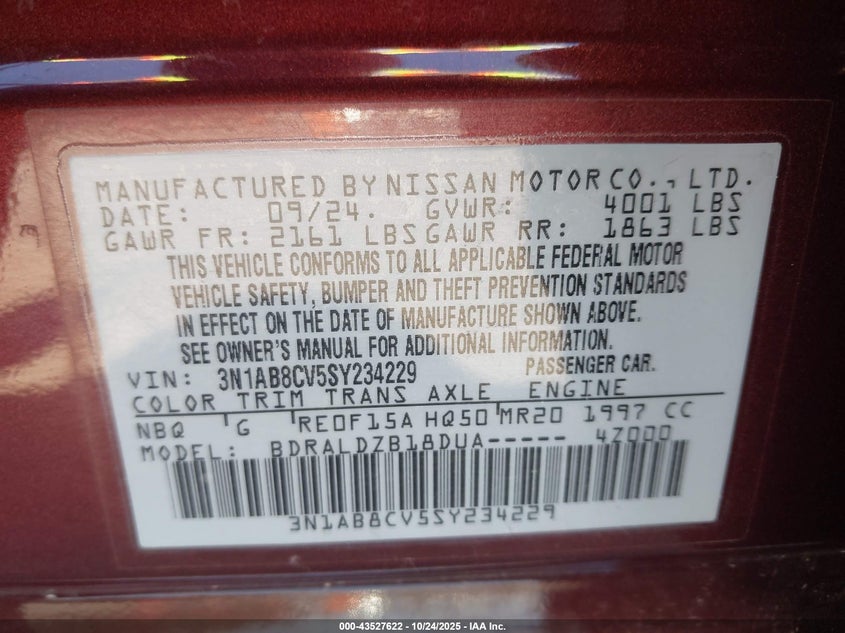 MANUFACTURED BY NISSAN MOTOR CO., LTD.
DATE: 09/24. GVWR: 4001 LBS
GAWR FR: 2161 LBS GAWR RR: 1863 LBS
THIS VEHICLE CONFORMS TO ALL APPLICABLE FEDERAL MOTOR
VEHICLE SAFETY, BUMPER AND THEFT PREVENTION STANDARDS
IN EFFECT ON THE DATE OF MANUFACTURE SHOWN ABOVE.
SEE OWNER'S MANUAL FOR ADDITIONAL INFORMATION.
VIN: 3N1AB8CV5SY234229 PASSENGER CAR.
COLOR TRIM TRANS AXLE ENGINE
NBQ G RE0F15A HQ50 MR20 1997 CC
MODEL: BDRALDZB18DUA----- 4Z000
3N1AB8CV5SY234229
000-43527622 - 10/24/2025 - IAA Inc.